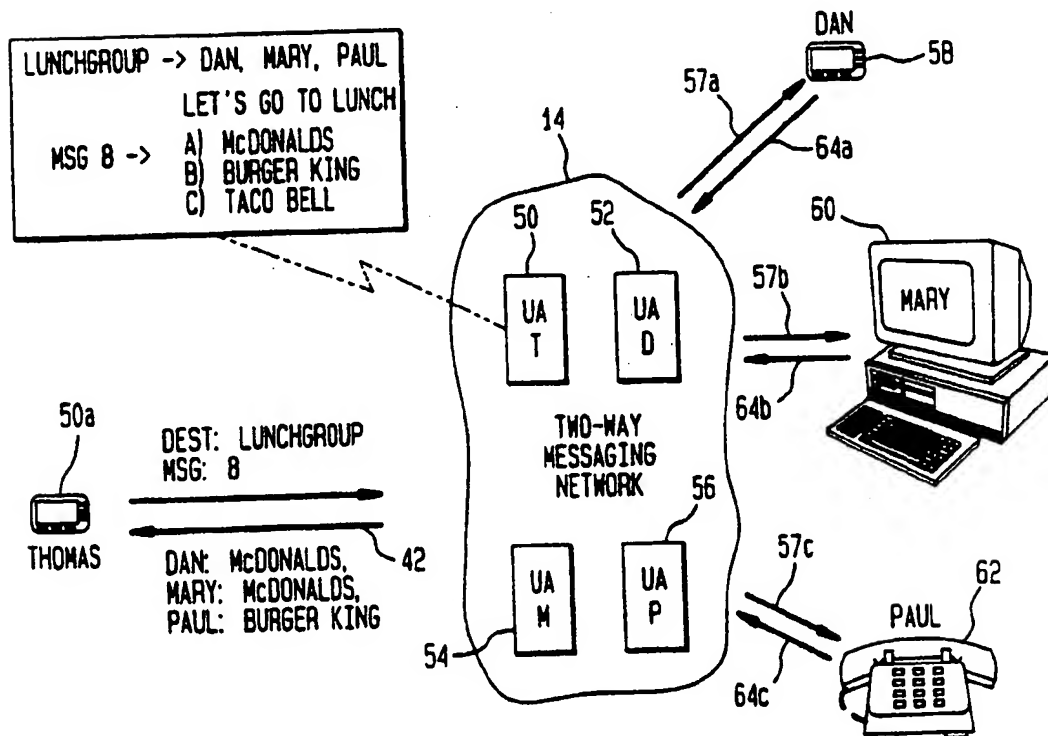 LUNCHGROUP -> DAN, MARY, PAUL
LET'S GO TO LUNCH
MSG 8 ->
A) McDONALDS
B) BURGER KING
C) TACO BELL
DAN
58
57a
64a
14
50
52
UA
T
UA
D
60
MARY
57b
64b
TWO-WAY
MESSAGING
NETWORK
50a
THOMAS
DEST: LUNCHGROUP
MSG: 8
42
DAN: McDONALDS,
MARY: McDONALDS,
PAUL: BURGER KING
54
UA
M
56
UA
P
57c
64c
PAUL
62